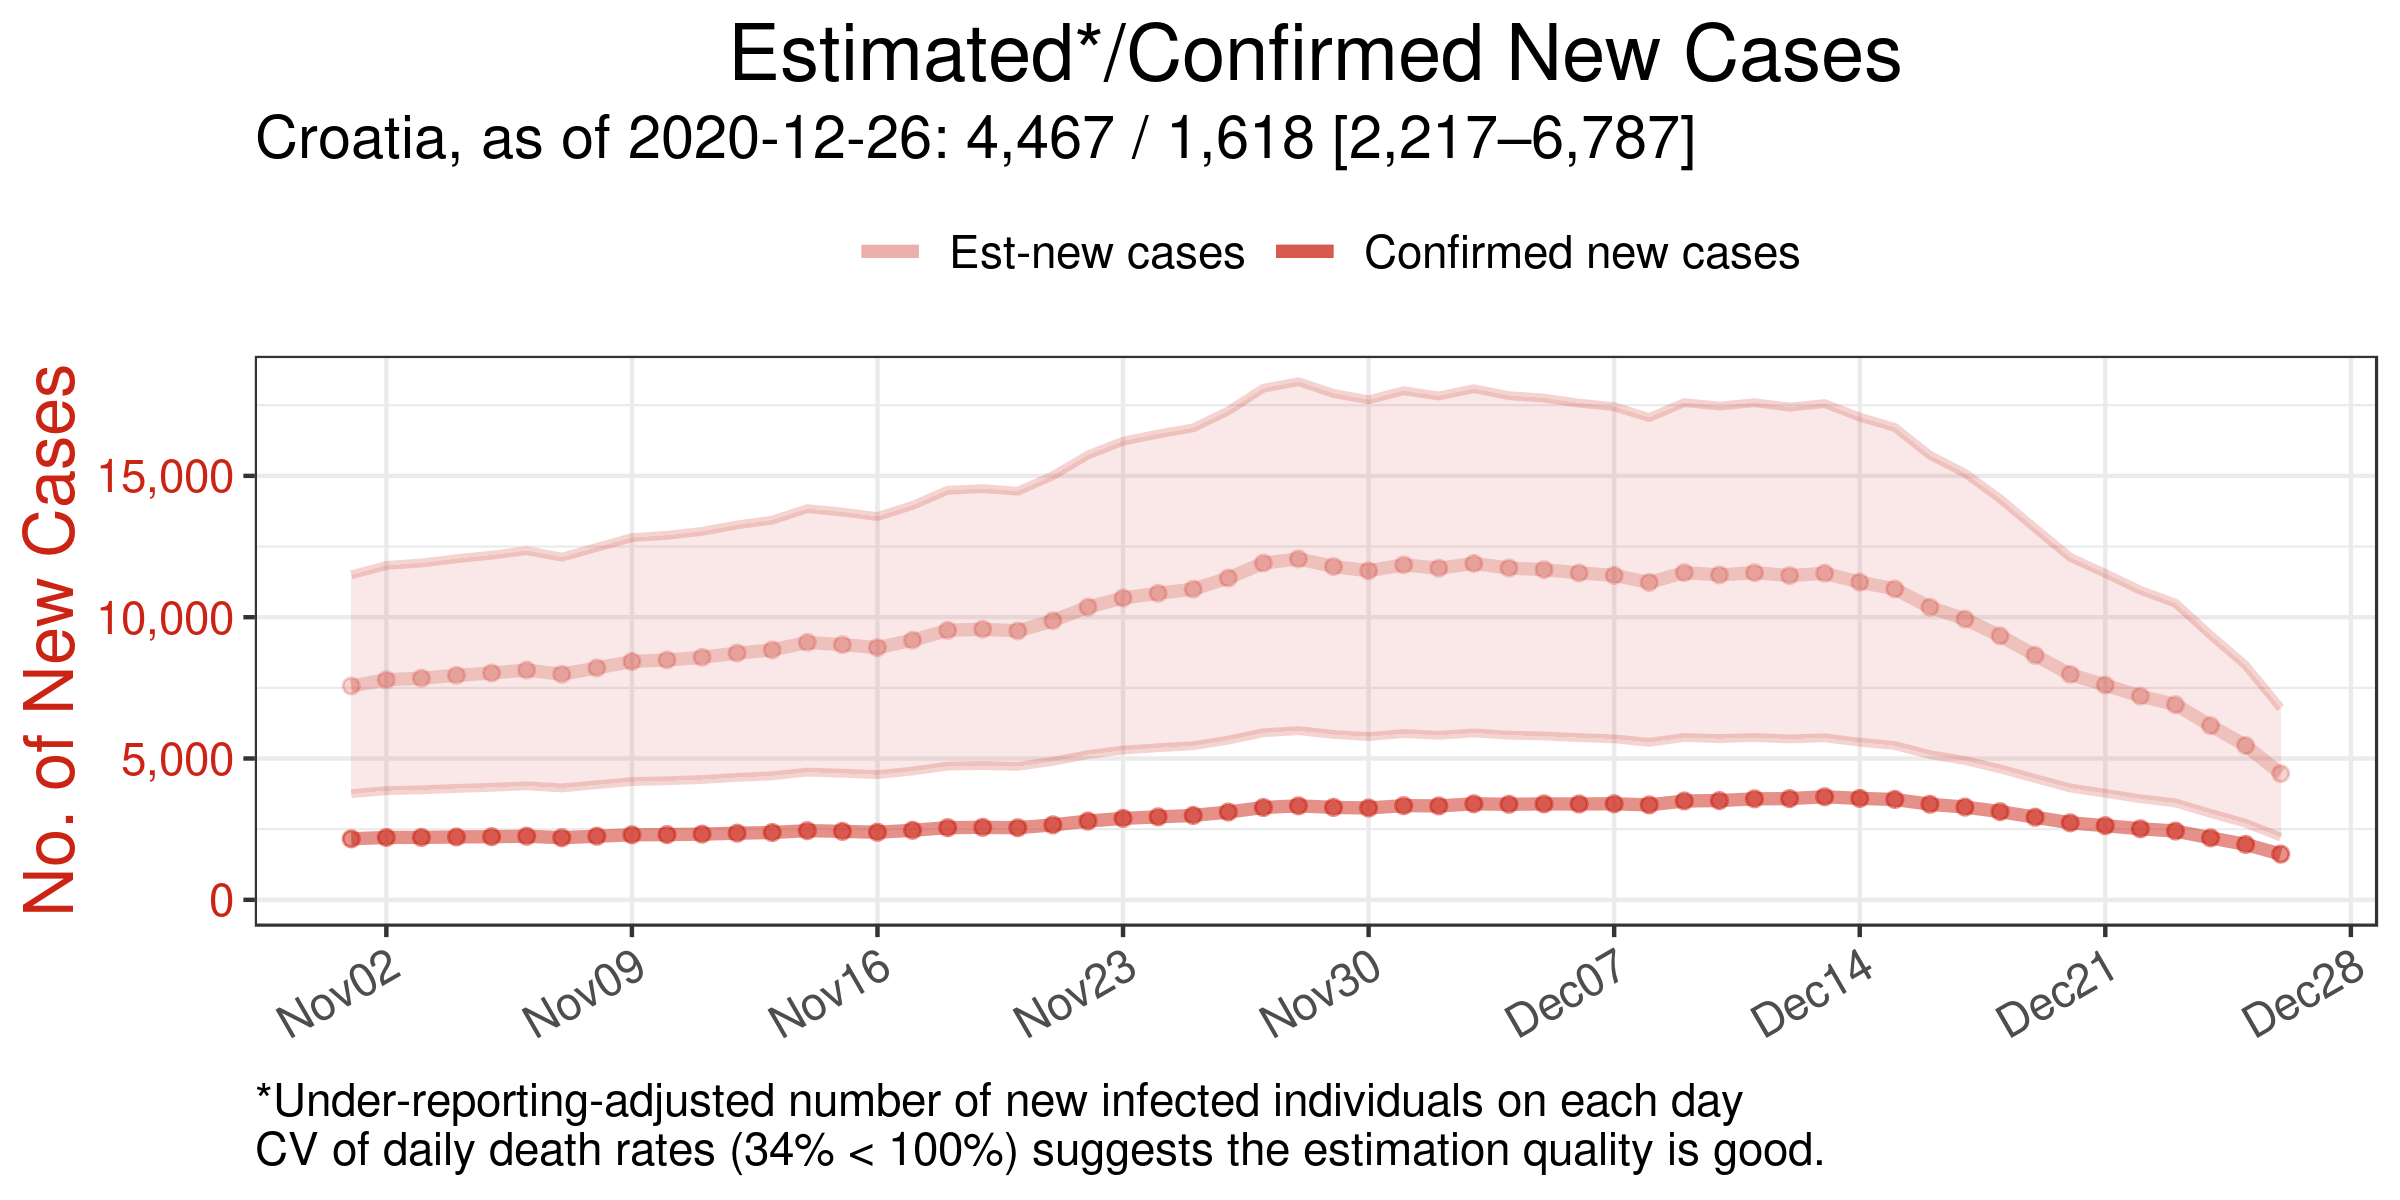 Estimated*/Confirmed New Cases
Croatia, as of 2020-12-26: 4,467 / 1,618 [2,217–6,787]
Est-new cases Confirmed new cases
No. of New Cases
15,000
10,000
5,000
0
Nov02 Nov09 Nov16 Nov23 Nov30 Dec07 Dec14 Dec21 Dec28
*Under-reporting-adjusted number of new infected individuals on each day
CV of daily death rates (34% < 100%) suggests the estimation quality is good.